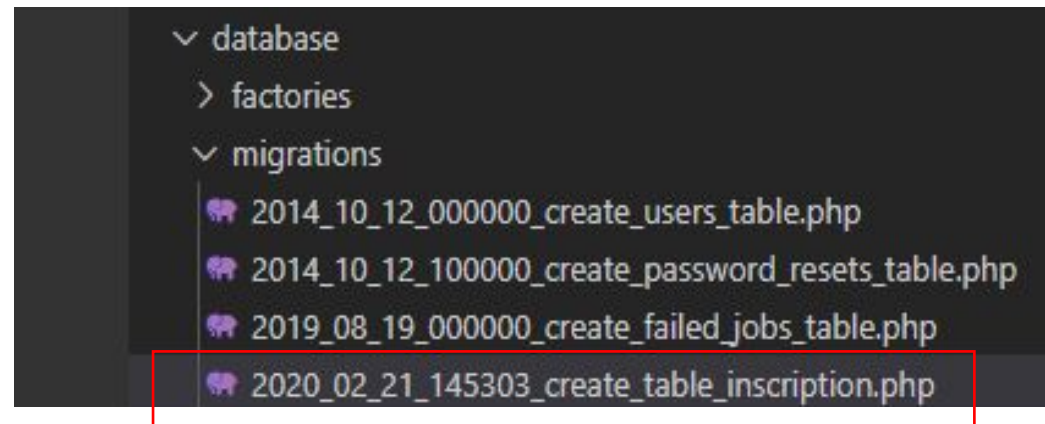 database
factories
migrations
2014_10_12_000000_create_users_table.php
2014_10_12_100000_create_password_resets_table.php
2019_08_19_000000_create_failed_jobs_table.php
2020_02_21_145303_create_table_inscription.php